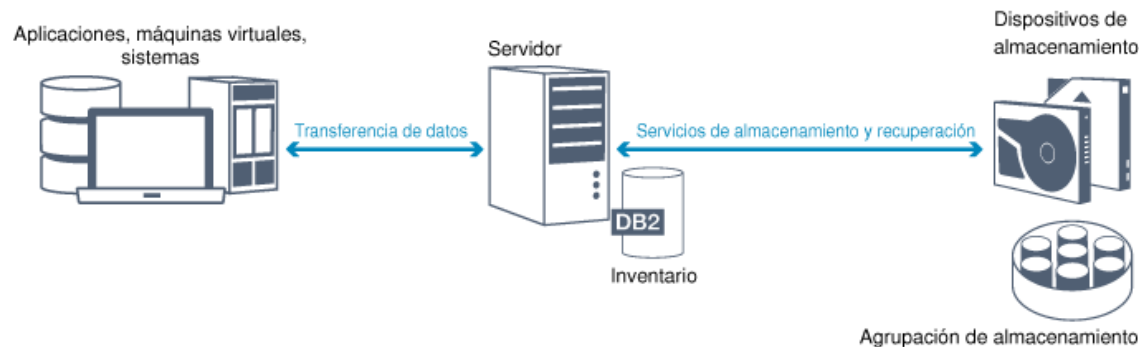 Aplicaciones, máquinas virtuales,
sistemas
Servidor
Dispositivos de
almacenamiento
Transferencia de datos
Servicios de almacenamiento y recuperación
DB2
Inventario
Agrupación de almacenamiento